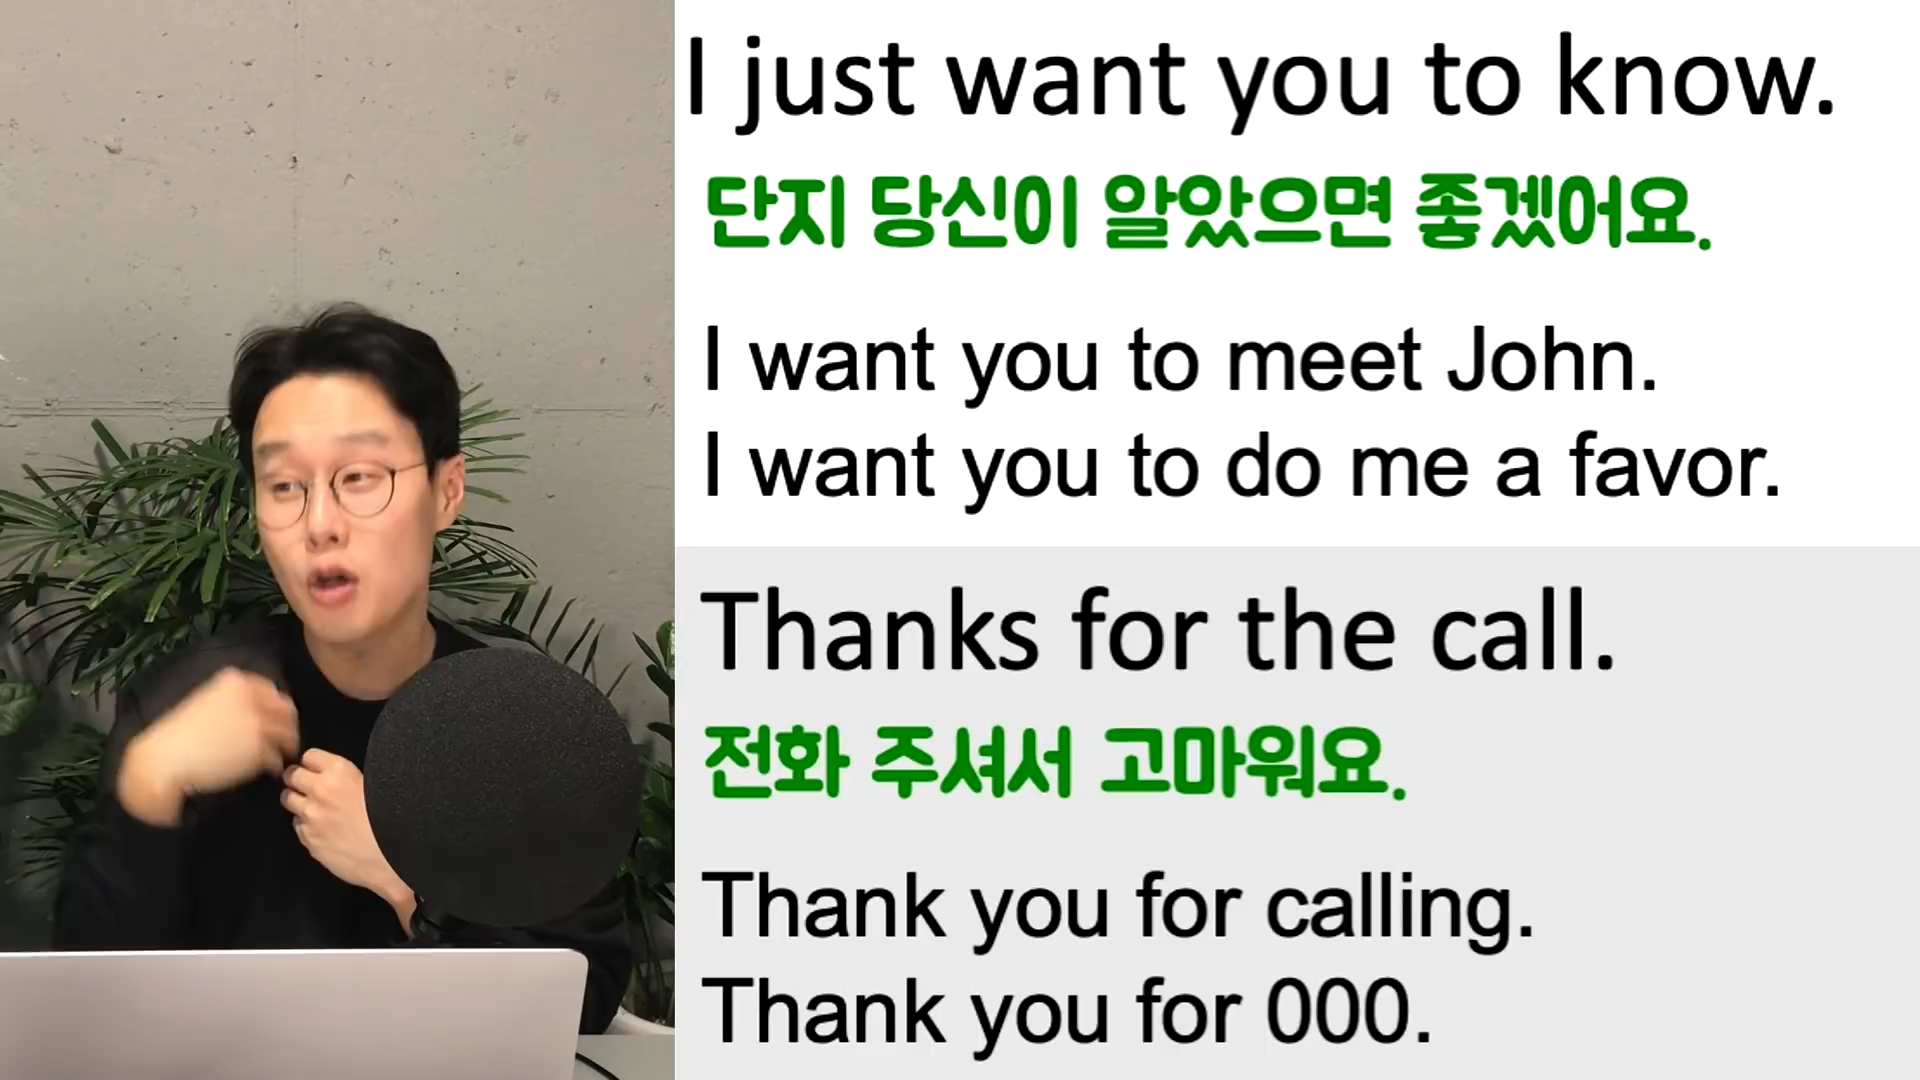 I just want you to know.
단지 당신이 알았으면 좋겠어요.
I want you to meet John.
I want you to do me a favor.
Thanks for the call.
전화 주셔서 고마워요.
Thank you for calling.
Thank you for 000.